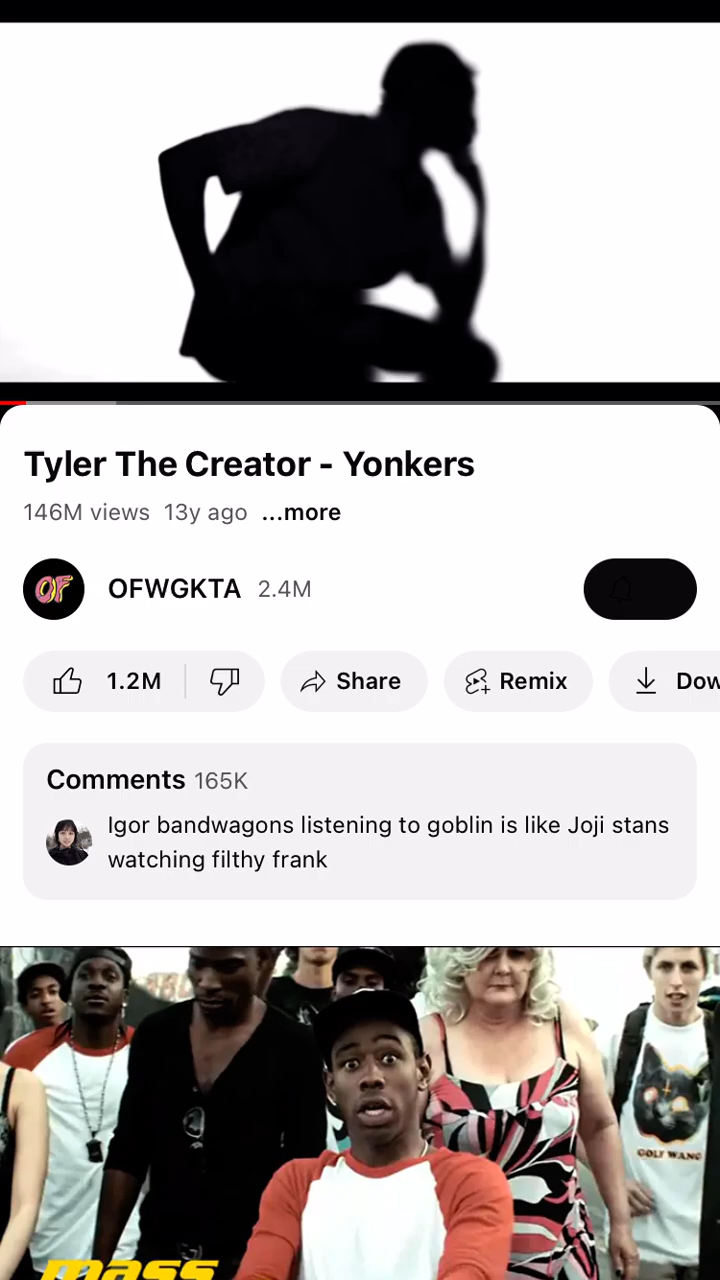 Tyler The Creator - Yonkers
146M views 13y ago ...more
OF
OFWGKTA 2.4M
1.2M Share Remix Dow
Comments 165K
Igor bandwagons listening to goblin is like Joji stans
watching filthy frank
GOLF WANG
mass